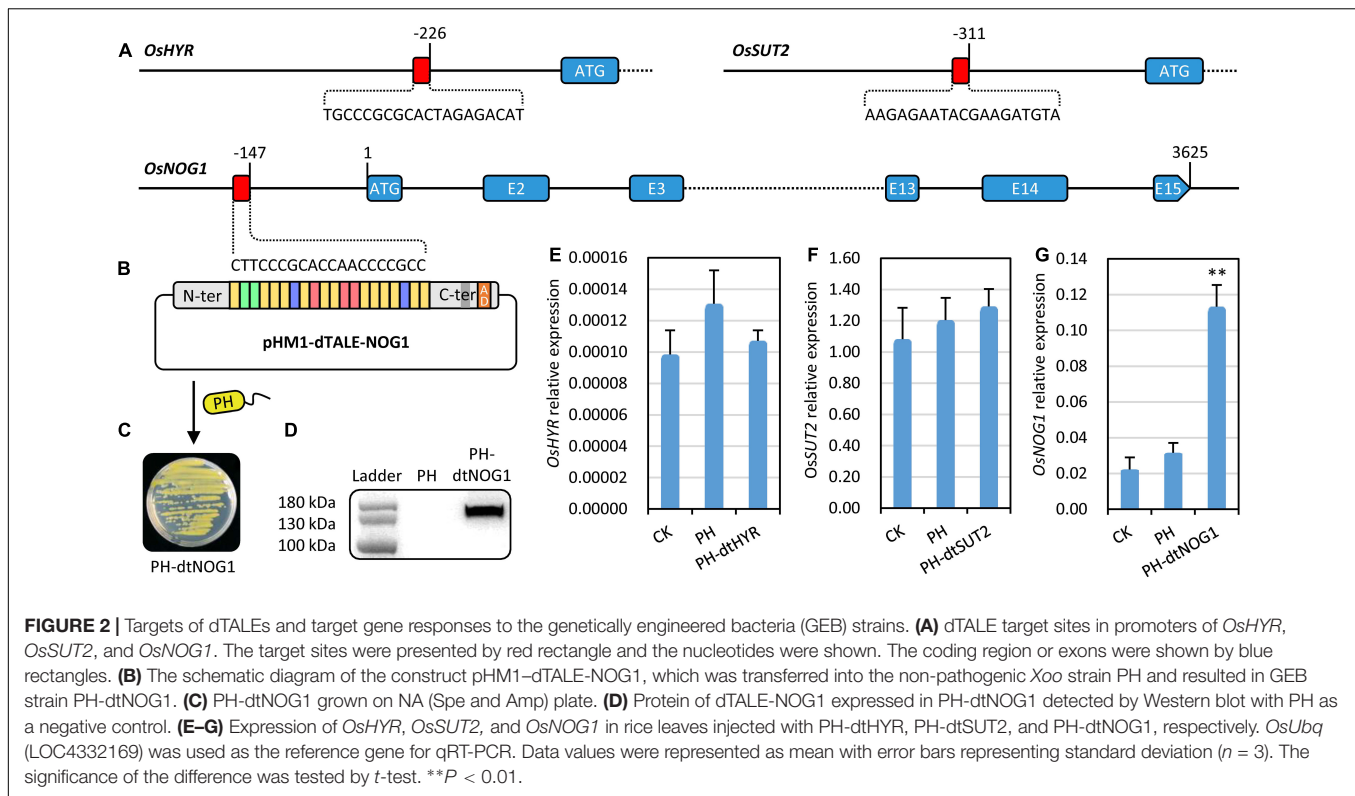 A
OsHYR
-226
ATG
TGCCCGCGCACTAGAGACAT
OsSUT2
-311
ATG
AAGAGAATACGAAGATGTA
OsNOG1
-147
1
3625
ATG
E2
E3
E13
E14
E15
CTTCCCGCACCAACCCCGCC
B
N-ter
C-ter
AD
pHM1-dTALE-NOG1
PH
C
PH-dtNOG1
D
Ladder
PH
PH-
dtNOG1
180 kDa
130 kDa
100 kDa
E
OsHYR relative expression
0.00016
0.00014
0.00012
0.00010
0.00008
0.00006
0.00004
0.00002
0.00000
CK
PH
PH-dtHYR
F
OsSUT2 relative expression
1.60
1.40
1.20
1.00
0.80
0.60
0.40
0.20
0.00
CK
PH
PH-dtSUT2
G
OsNOG1 relative expression
0.14
0.12
0.10
0.08
0.06
0.04
0.02
0.00
**
CK
PH
PH-dtNOG1
FIGURE 2 | Targets of dTALEs and target gene responses to the genetically engineered bacteria (GEB) strains. (A) dTALE target sites in promoters of OsHYR,
OsSUT2, and OsNOG1. The target sites were presented by red rectangle and the nucleotides were shown. The coding region or exons were shown by blue
rectangles. (B) The schematic diagram of the construct pHM1–dTALE-NOG1, which was transferred into the non-pathogenic Xoo strain PH and resulted in GEB
strain PH-dtNOG1. (C) PH-dtNOG1 grown on NA (Spe and Amp) plate. (D) Protein of dTALE-NOG1 expressed in PH-dtNOG1 detected by Western blot with PH as
a negative control. (E–G) Expression of OsHYR, OsSUT2, and OsNOG1 in rice leaves injected with PH-dtHYR, PH-dtSUT2, and PH-dtNOG1, respectively. OsUbq
(LOC4332169) was used as the reference gene for qRT-PCR. Data values were represented as mean with error bars representing standard deviation (n = 3). The
significance of the difference was tested by t-test. **P < 0.01.